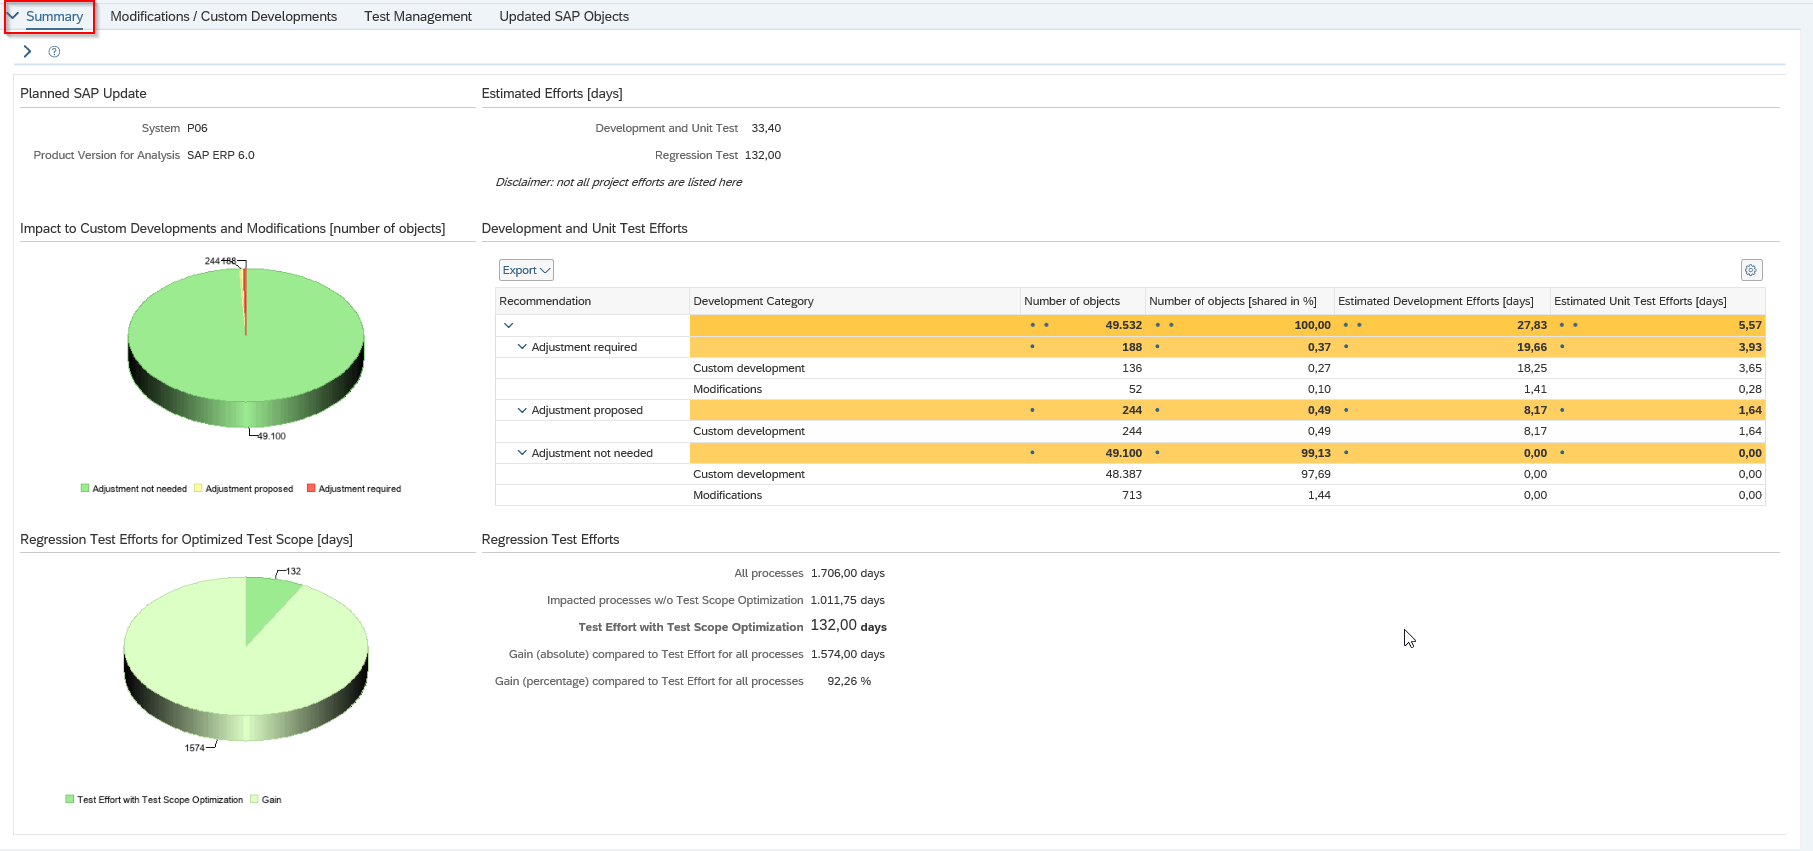 Summary Modifications / Custom Developments Test Management Updated SAP Objects
Planned SAP Update
System P06
Product Version for Analysis SAP ERP 6.0
Estimated Efforts [days]
Development and Unit Test 33,40
Regression Test 132,00
Disclaimer: not all project efforts are listed here
Impact to Custom Developments and Modifications [number of objects]
244 188
49.100
Adjustment not needed Adjustment proposed Adjustment required
Development and Unit Test Efforts
Export
Recommendation Development Category Number of objects Number of objects [shared in %] Estimated Development Efforts [days] Estimated Unit Test Efforts [days]
49.532 100,00 27,83 5,57
Adjustment required 188 0,37 19,66 3,93
Custom development 136 0,27 18,25 3,65
Modifications 52 0,10 1,41 0,28
Adjustment proposed 244 0,49 8,17 1,64
Custom development 244 0,49 8,17 1,64
Adjustment not needed 49.100 99,13 0,00 0,00
Custom development 48.387 97,69 0,00 0,00
Modifications 713 1,44 0,00 0,00
Regression Test Efforts for Optimized Test Scope [days]
132
1574
Test Effort with Test Scope Optimization Gain
Regression Test Efforts
All processes 1.706,00 days
Impacted processes w/o Test Scope Optimization 1.011,75 days
Test Effort with Test Scope Optimization 132,00 days
Gain (absolute) compared to Test Effort for all processes 1.574,00 days
Gain (percentage) compared to Test Effort for all processes 92,26 %